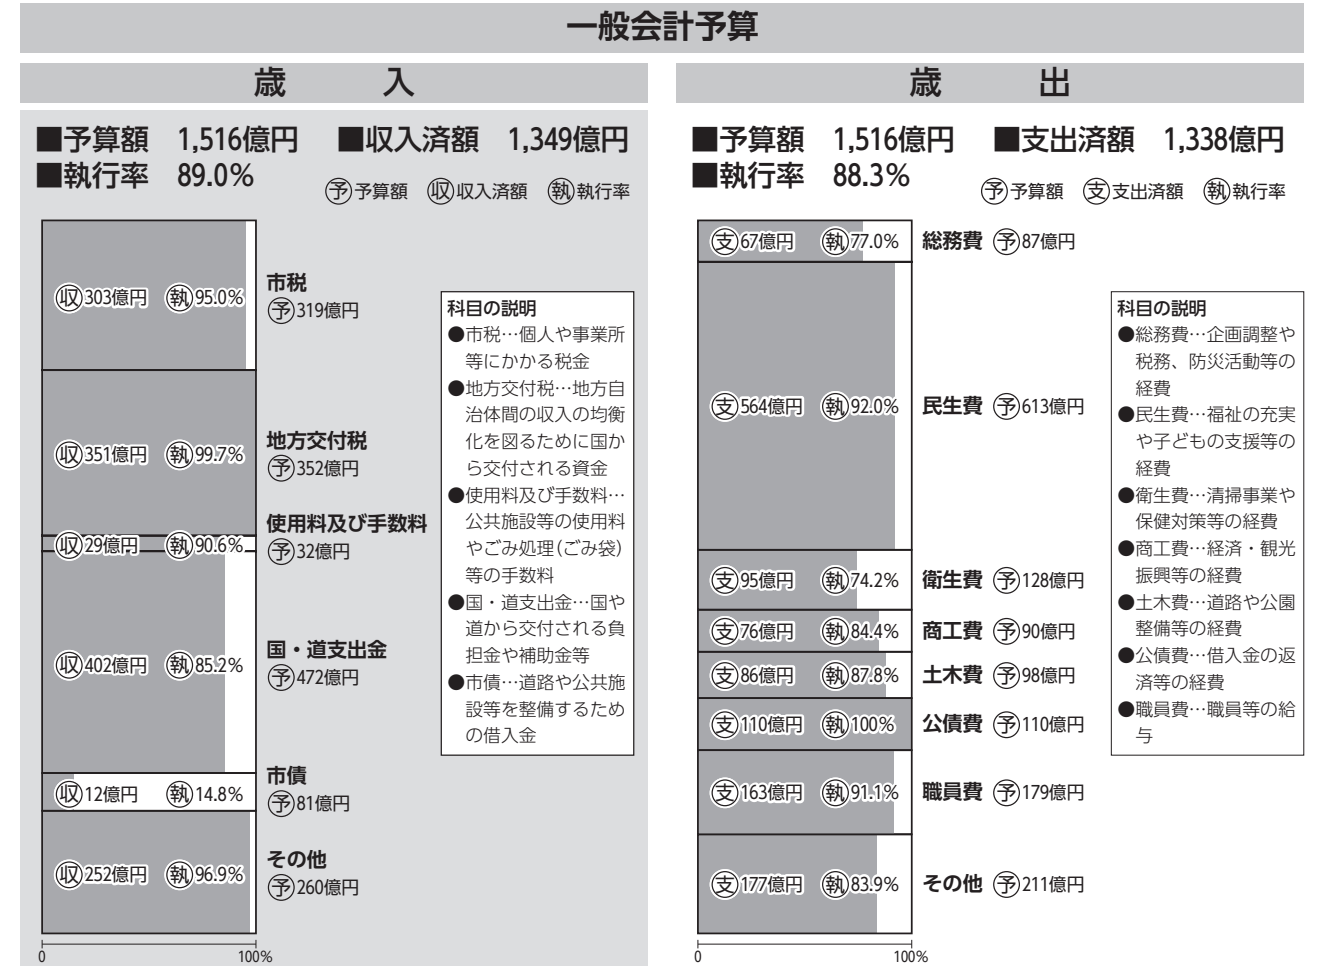 一般会計予算
歳入
■予算額 1,516億円 ■収入済額 1,349億円
■執行率 89.0%
予予算額 収収入済額 執執行率
収303億円 執95.0%
市税
予319億円
収351億円 執99.7%
地方交付税
予352億円
収29億円 執90.6%
使用料及び手数料
予32億円
収402億円 執85.2%
国・道支出金
予472億円
収12億円 執14.8%
市債
予81億円
収252億円 執96.9%
その他
予260億円
0 100%
科目の説明
●市税…個人や事業所
等にかかる税金
●地方交付税…地方自
治体間の収入の均衡
化を図るために国か
ら交付される資金
●使用料及び手数料…
公共施設等の使用料
やごみ処理(ごみ袋)
等の手数料
●国・道支出金…国や
道から交付される負
担金や補助金等
●市債…道路や公共施
設等を整備するため
の借入金
歳出
■予算額 1,516億円 ■支出済額 1,338億円
■執行率 88.3%
予予算額 支支出済額 執執行率
支67億円 執77.0% 総務費 予87億円
支564億円 執92.0% 民生費 予613億円
支95億円 執74.2% 衛生費 予128億円
支76億円 執84.4% 商工費 予90億円
支86億円 執87.8% 土木費 予98億円
支110億円 執100% 公債費 予110億円
支163億円 執91.1% 職員費 予179億円
支177億円 執83.9% その他 予211億円
0 100%
科目の説明
●総務費…企画調整や
税務、防災活動等の
経費
●民生費…福祉の充実
や子どもの支援等の
経費
●衛生費…清掃事業や
保健対策等の経費
●商工費…経済・観光
振興等の経費
●土木費…道路や公園
整備等の経費
●公債費…借入金の返
済等の経費
●職員費…職員等の給
与